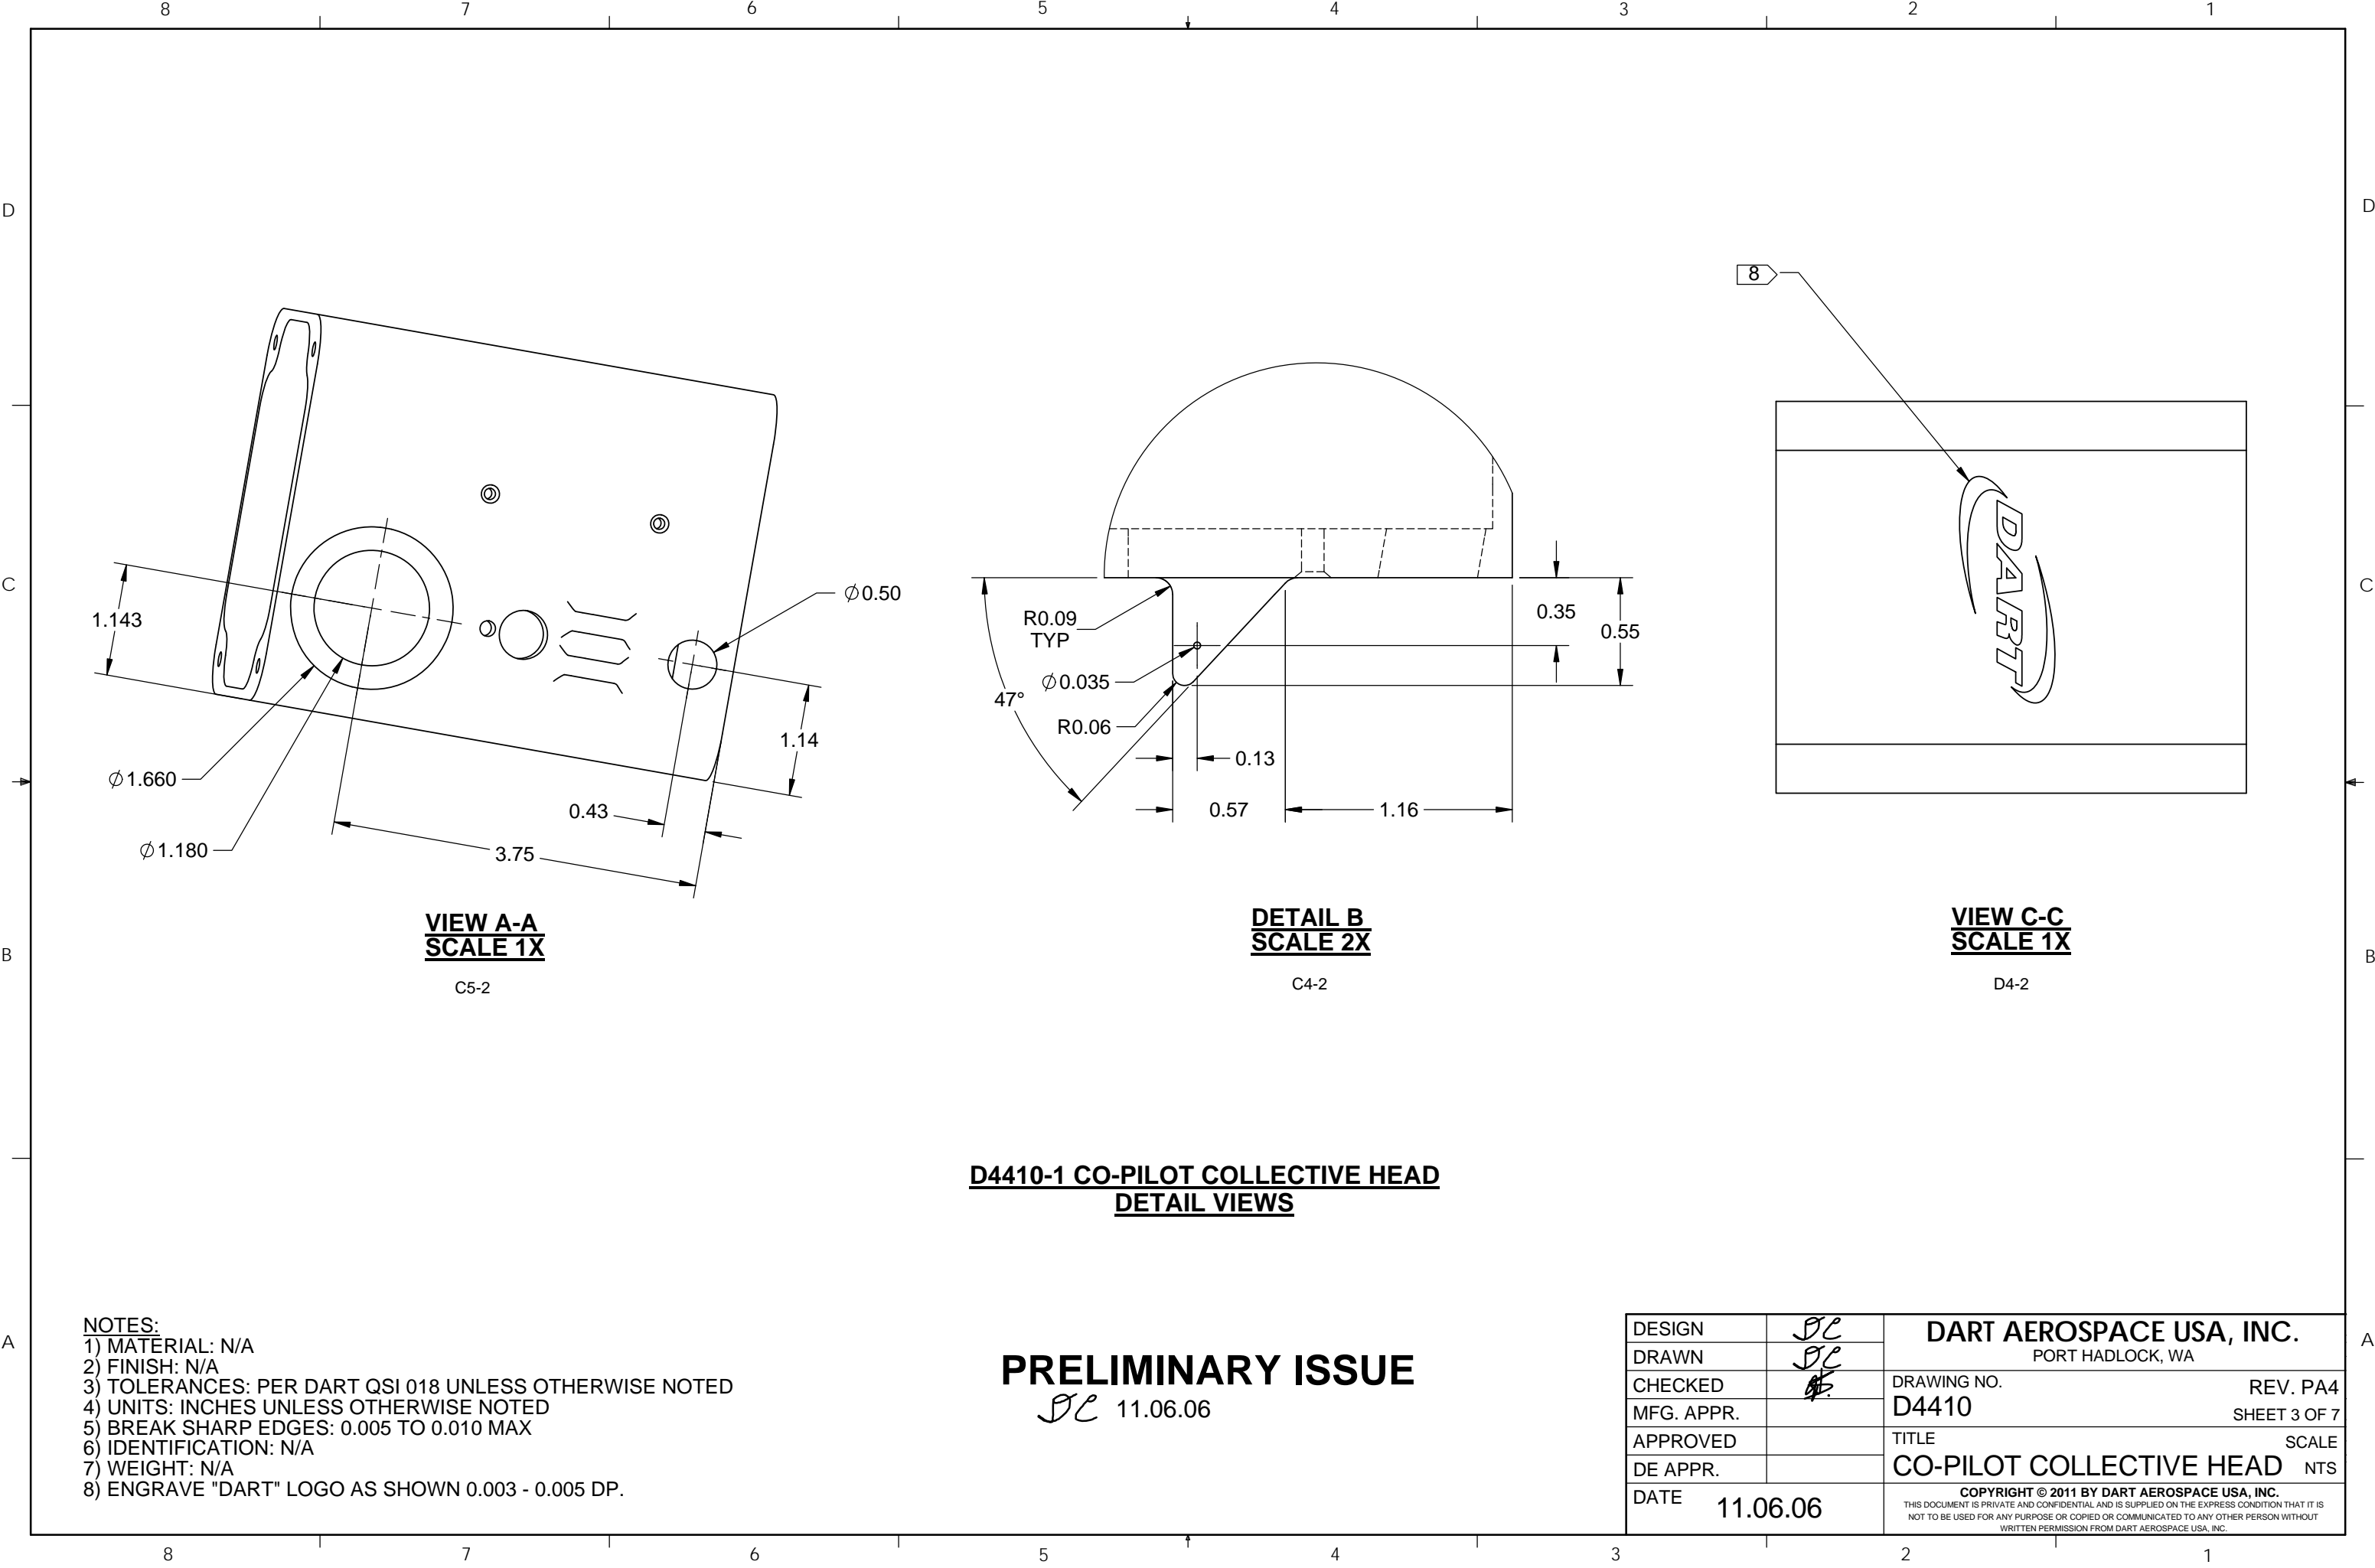 8 7 6 5 4 3 2 1
D D
C C
B B
A A
1.143
Ø1.660
Ø1.180
3.75
0.43
1.14
Ø0.50
VIEW A-A
SCALE 1X
C5-2
R0.09
TYP
Ø0.035
R0.06
47°
0.13
0.57
1.16
0.35
0.55
DETAIL B
SCALE 2X
C4-2
8
DART
VIEW C-C
SCALE 1X
D4-2
D4410-1 CO-PILOT COLLECTIVE HEAD
DETAIL VIEWS
NOTES:
1) MATERIAL: N/A
2) FINISH: N/A
3) TOLERANCES: PER DART QSI 018 UNLESS OTHERWISE NOTED
4) UNITS: INCHES UNLESS OTHERWISE NOTED
5) BREAK SHARP EDGES: 0.005 TO 0.010 MAX
6) IDENTIFICATION: N/A
7) WEIGHT: N/A
8) ENGRAVE "DART" LOGO AS SHOWN 0.003 - 0.005 DP.
PRELIMINARY ISSUE
11.06.06
DESIGN
DRAWN
CHECKED
MFG. APPR.
APPROVED
DE APPR.
DATE 11.06.06
DART AEROSPACE USA, INC.
PORT HADLOCK, WA
DRAWING NO. REV. PA4
D4410 SHEET 3 OF 7
TITLE SCALE
CO-PILOT COLLECTIVE HEAD NTS
COPYRIGHT © 2011 BY DART AEROSPACE USA, INC.
THIS DOCUMENT IS PRIVATE AND CONFIDENTIAL AND IS SUPPLIED ON THE EXPRESS CONDITION THAT IT IS
NOT TO BE USED FOR ANY PURPOSE OR COPIED OR COMMUNICATED TO ANY OTHER PERSON WITHOUT
WRITTEN PERMISSION FROM DART AEROSPACE USA, INC.
8 7 6 5 4 3 2 1